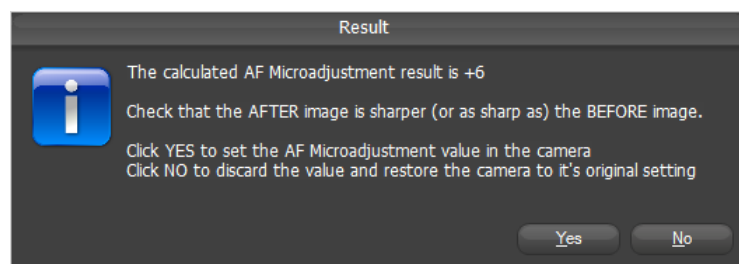 Result
The calculated AF Microadjustment result is +6
Check that the AFTER image is sharper (or as sharp as) the BEFORE image.
Click YES to set the AF Microadjustment value in the camera
Click NO to discard the value and restore the camera to it's original setting
Yes No